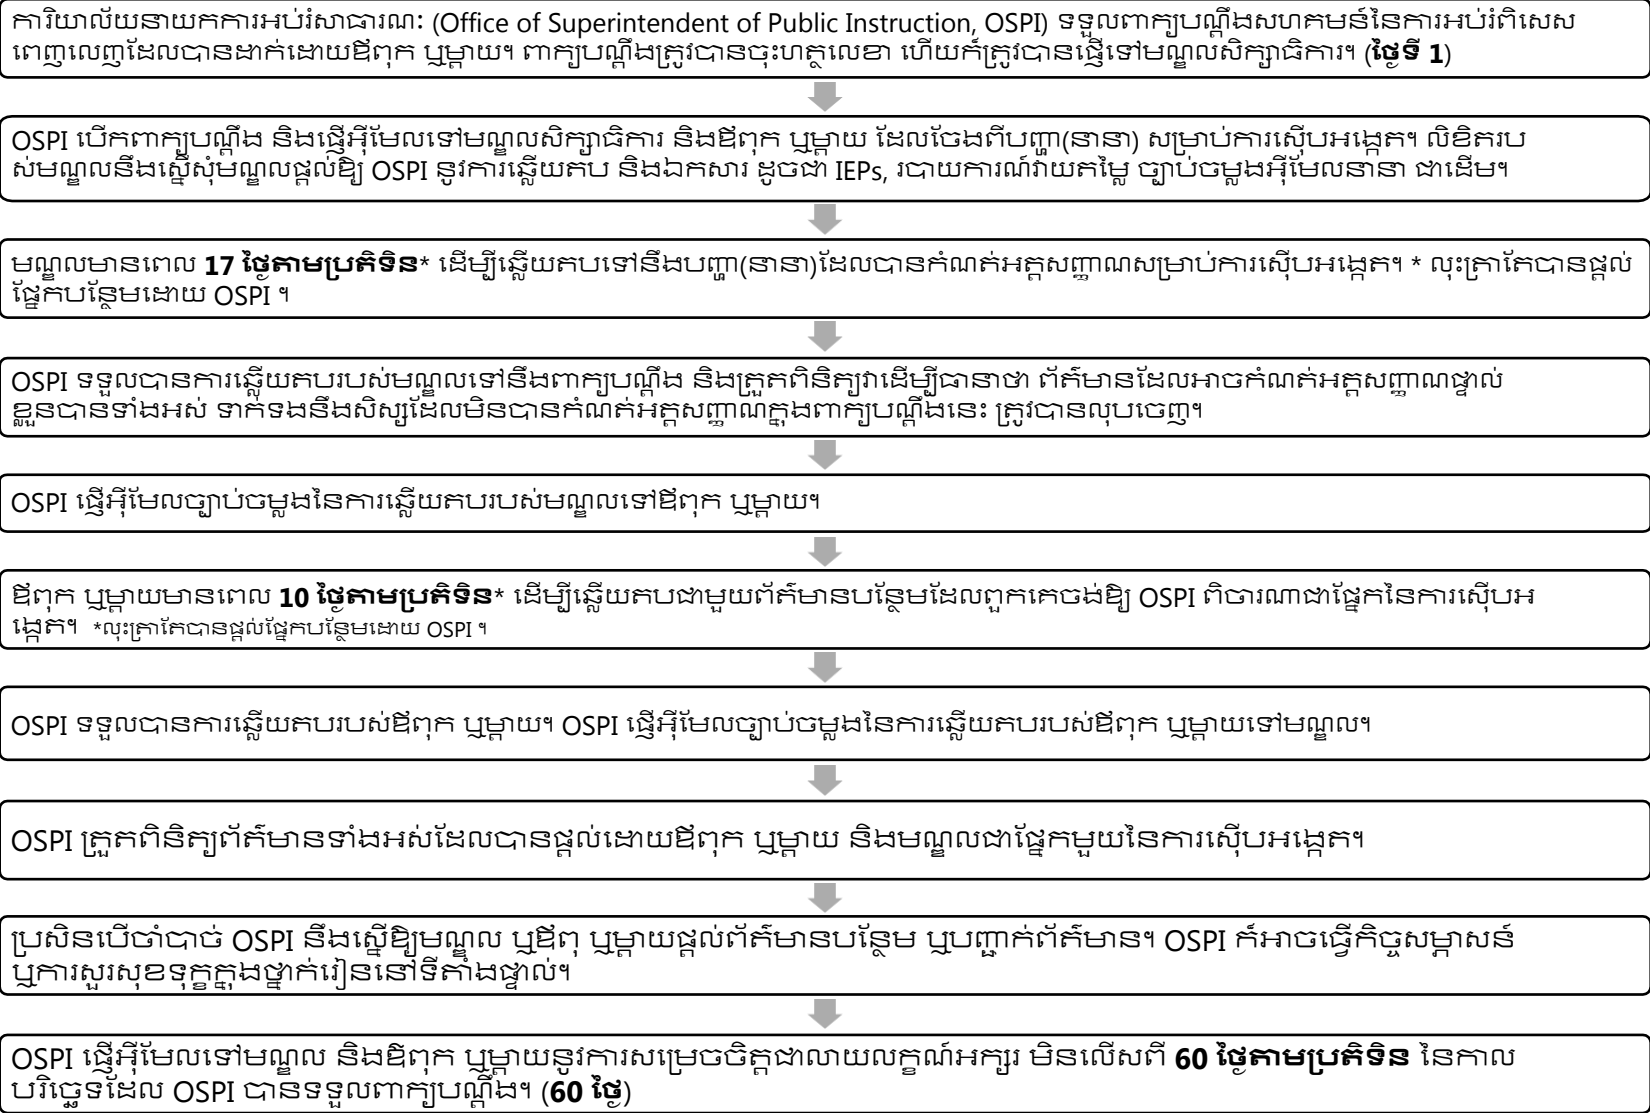 ការិយាល័យនាយកការអប់រំសាធារណៈ (Office of Superintendent of Public Instruction, OSPI) ទទួលពាក្យបណ្តឹងសហគមន៍នៃការអប់រំពិសេស
ពេញលេញដែលបានដាក់ដោយឪពុក ឬម្តាយ។ ពាក្យបណ្តឹងត្រូវបានចុះហត្ថលេខា ហើយក៏ត្រូវបានផ្ញើទៅមណ្ឌលសិក្សាធិការ។ (ថ្ងៃទី 1)
OSPI បើកពាក្យបណ្តឹង និងផ្ញើអ៊ីមែលទៅមណ្ឌលសិក្សាធិការ និងឪពុក ឬម្តាយ ដែលចែងពីបញ្ហា(នានា) សម្រាប់ការស៊ើបអង្កេត។ លិខិតរប
ស់មណ្ឌលនឹងស្នើសុំមណ្ឌលផ្តល់ឱ្យ OSPI នូវការឆ្លើយតប និងឯកសារ ដូចជា IEPs, របាយការណ៍វាយតម្លៃ ច្បាប់ចម្លងអ៊ីមែលនានា ជាដើម។
មណ្ឌលមានពេល 17 ថ្ងៃតាមប្រតិទិន* ដើម្បីឆ្លើយតបទៅនឹងបញ្ហា(នានា)ដែលបានកំណត់អត្តសញ្ញាណសម្រាប់ការស៊ើបអង្កេត។ * លុះត្រាតែបានផ្តល់
ផ្នែកបន្ថែមដោយ OSPI ។
OSPI ទទួលបានការឆ្លើយតបរបស់មណ្ឌលទៅនឹងពាក្យបណ្តឹង និងត្រួតពិនិត្យវាដើម្បីធានាថា ព័ត៌មានដែលអាចកំណត់អត្តសញ្ញាណផ្ទាល់
ខ្លួនបានទាំងអស់ ទាក់ទងនឹងសិស្សដែលមិនបានកំណត់អត្តសញ្ញាណក្នុងពាក្យបណ្តឹងនេះ ត្រូវបានលុបចេញ។
OSPI ផ្ញើអ៊ីមែលច្បាប់ចម្លងនៃការឆ្លើយតបរបស់មណ្ឌលទៅឪពុក ឬម្តាយ។
ឪពុក ឬម្តាយមានពេល 10 ថ្ងៃតាមប្រតិទិន* ដើម្បីឆ្លើយតបជាមួយព័ត៌មានបន្ថែមដែលពួកគេចង់ឱ្យ OSPI ពិចារណាជាផ្នែកនៃការស៊ើបអ
ង្កេត។ *លុះត្រាតែបានផ្តល់ផ្នែកបន្ថែមដោយ OSPI ។
OSPI ទទួលបានការឆ្លើយតបរបស់ឪពុក ឬម្តាយ។ OSPI ផ្ញើអ៊ីមែលច្បាប់ចម្លងនៃការឆ្លើយតបរបស់ឪពុក ឬម្តាយទៅមណ្ឌល។
OSPI ត្រួតពិនិត្យព័ត៌មានទាំងអស់ដែលបានផ្តល់ដោយឪពុក ឬម្តាយ និងមណ្ឌលជាផ្នែកមួយនៃការស៊ើបអង្កេត។
ប្រសិនបើចាំបាច់ OSPI នឹងស្នើឱ្យមណ្ឌល ឬឪពុ ឬម្តាយផ្តល់ព័ត៌មានបន្ថែម ឬបញ្ជាក់ព័ត៌មាន។ OSPI ក៏អាចធ្វើកិច្ចសម្ភាសន៍
ឬការសួរសុខទុក្ខក្នុងថ្នាក់រៀននៅទីតាំងផ្ទាល់។
OSPI ផ្ញើអ៊ីមែលទៅមណ្ឌល និងឪពុក ឬម្តាយនូវការសម្រេចចិត្តជាលាយលក្ខណ៍អក្សរ មិនលើសពី 60 ថ្ងៃតាមប្រតិទិន នៃកាល
បរិច្ឆេទដែល OSPI បានទទួលពាក្យបណ្តឹង។ (60 ថ្ងៃ)